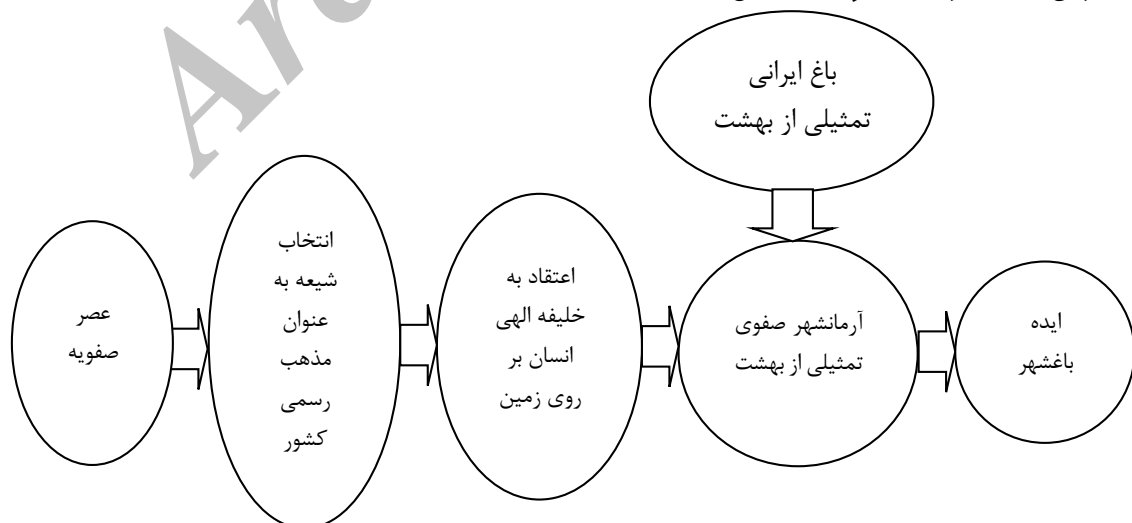 باغ ایرانی
تمثیلی از بهشت
عصر
صفویه
انتخاب
شیعه به
عنوان
مذهب
رسمی
کشور
اعتقاد به
خلیفه الهی
انسان بر
روی زمین
آرمانشهر صفوی
تمثیلی از بهشت
ایده
باغشهر